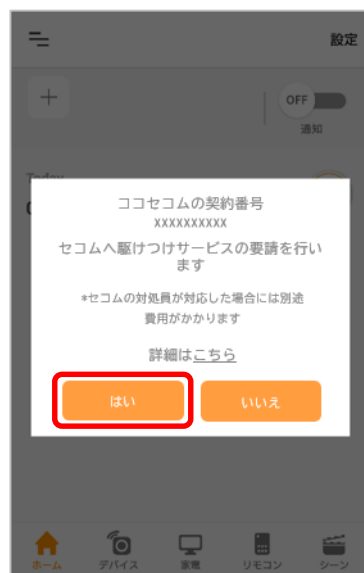 設定
+
OFF
通知
Today
ココセコムの契約番号
XXXXXXXXXX
セコムへ駆けつけサービスの要請を行い
ます
*セコムの対処員が対応した場合には別途
費用がかかります
詳細はこちら
はい
いいえ
ホーム
デバイス
家電
リモコン
シーン